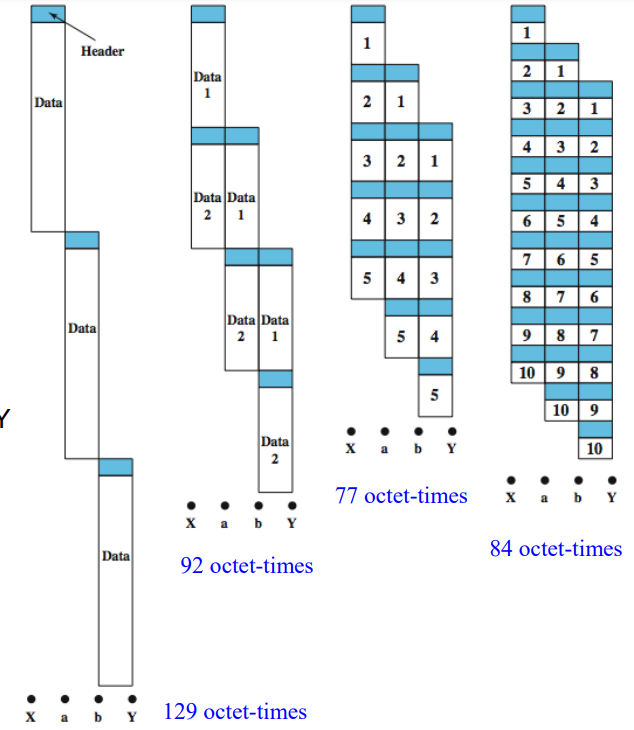 Header
Data
Data
Data
Y
X a b Y
129 octet-times
Data
1
Data Data
2 1
Data Data
2 1
Data
2
X a b Y
92 octet-times
1
2 1
3 2 1
4 3 2
5 4 3
5 4
5
X a b Y
77 octet-times
1
2 1
3 2 1
4 3 2
5 4 3
6 5 4
7 6 5
8 7 6
9 8 7
10 9 8
10 9
10
X a b Y
84 octet-times